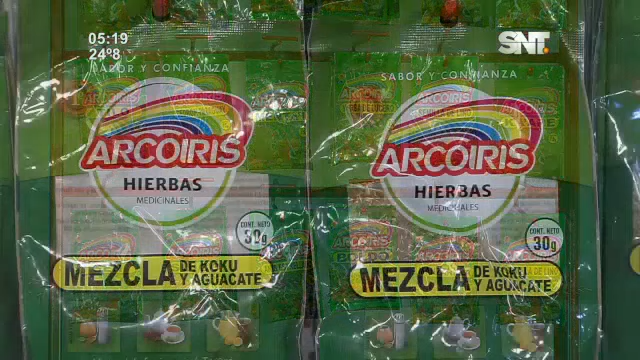 05:19
24°8
SNT
SABOR Y CONFIANZA
ARCOIRIS
HIERBAS
MEDICINALES
CONT. NETO
30g
MEZCLA DE KOKU
Y AGUACATE
SABOR Y CONFIANZA
ARCOIRIS
HIERBAS
MEDICINALES
CONT. NETO
30g
MEZCLA DE KOKU
Y AGUACATE